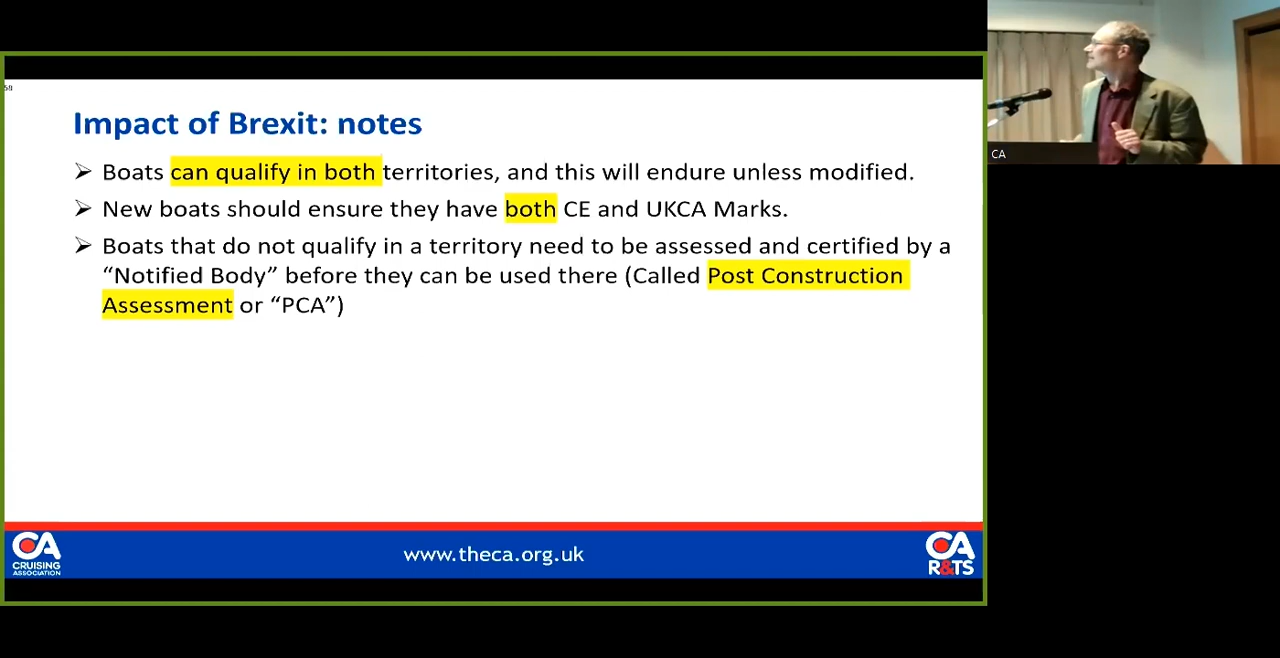 58
Impact of Brexit: notes
➢ Boats can qualify in both territories, and this will endure unless modified.
➢ New boats should ensure they have both CE and UKCA Marks.
➢ Boats that do not qualify in a territory need to be assessed and certified by a
“Notified Body” before they can be used there (Called Post Construction
Assessment or “PCA”)
CA
CA
CRUISING
ASSOCIATION
www.theca.org.uk
CA
R&TS